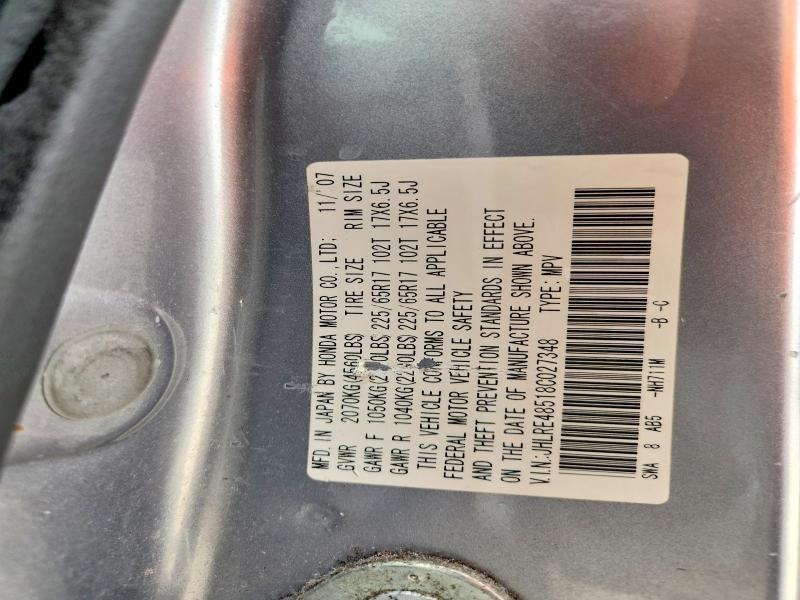 MFD. IN JAPAN BY HONDA MOTOR CO., LTD: 11/'07
GVWR 2070KG(4560LBS) TIRE SIZE RIM SIZE
GAWR F 1050KG( LBS) 225/65R17 102T 17X6.5J
GAWR R 1040KG( LBS) 225/65R17 102T 17X6.5J
THIS VEHICLE CONFORMS TO ALL APPLICABLE
FEDERAL MOTOR VEHICLE SAFETY
AND THEFT PREVENTION STANDARDS IN EFFECT
ON THE DATE OF MANUFACTURE SHOWN ABOVE.
V.I.N:JHLRE48518C027348 TYPE: MPV
SWA 8 AB5 -NH711M -B -C